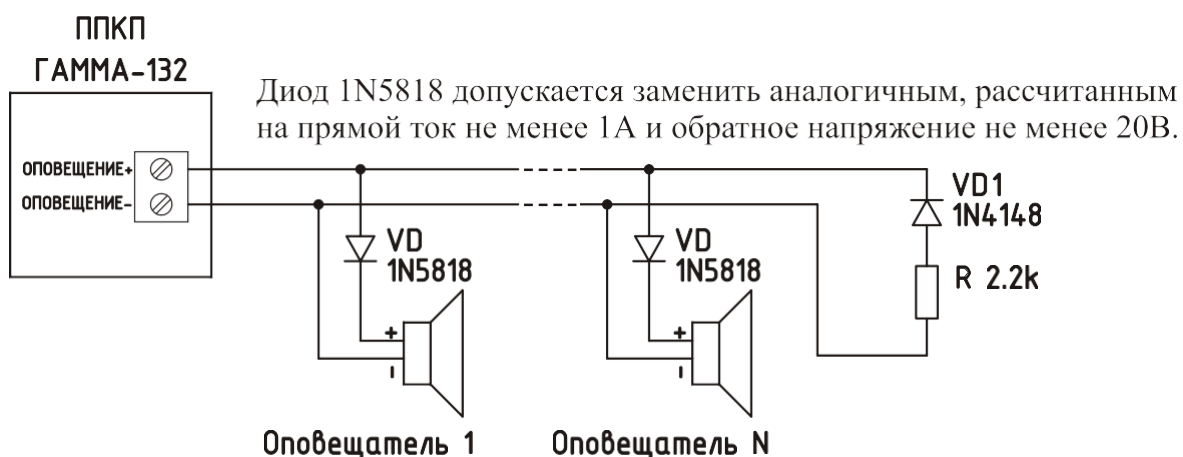 ППКП
ГАММА-132
Диод 1N5818 допускается заменить аналогичным, рассчитанным
на прямой ток не менее 1А и обратное напряжение не менее 20В.
ОПОВЕЩЕНИЕ+
ОПОВЕЩЕНИЕ-
VD1
1N4148
VD
1N5818
VD
1N5818
R 2.2k
+
-
+
-
Оповещатель 1
Оповещатель N